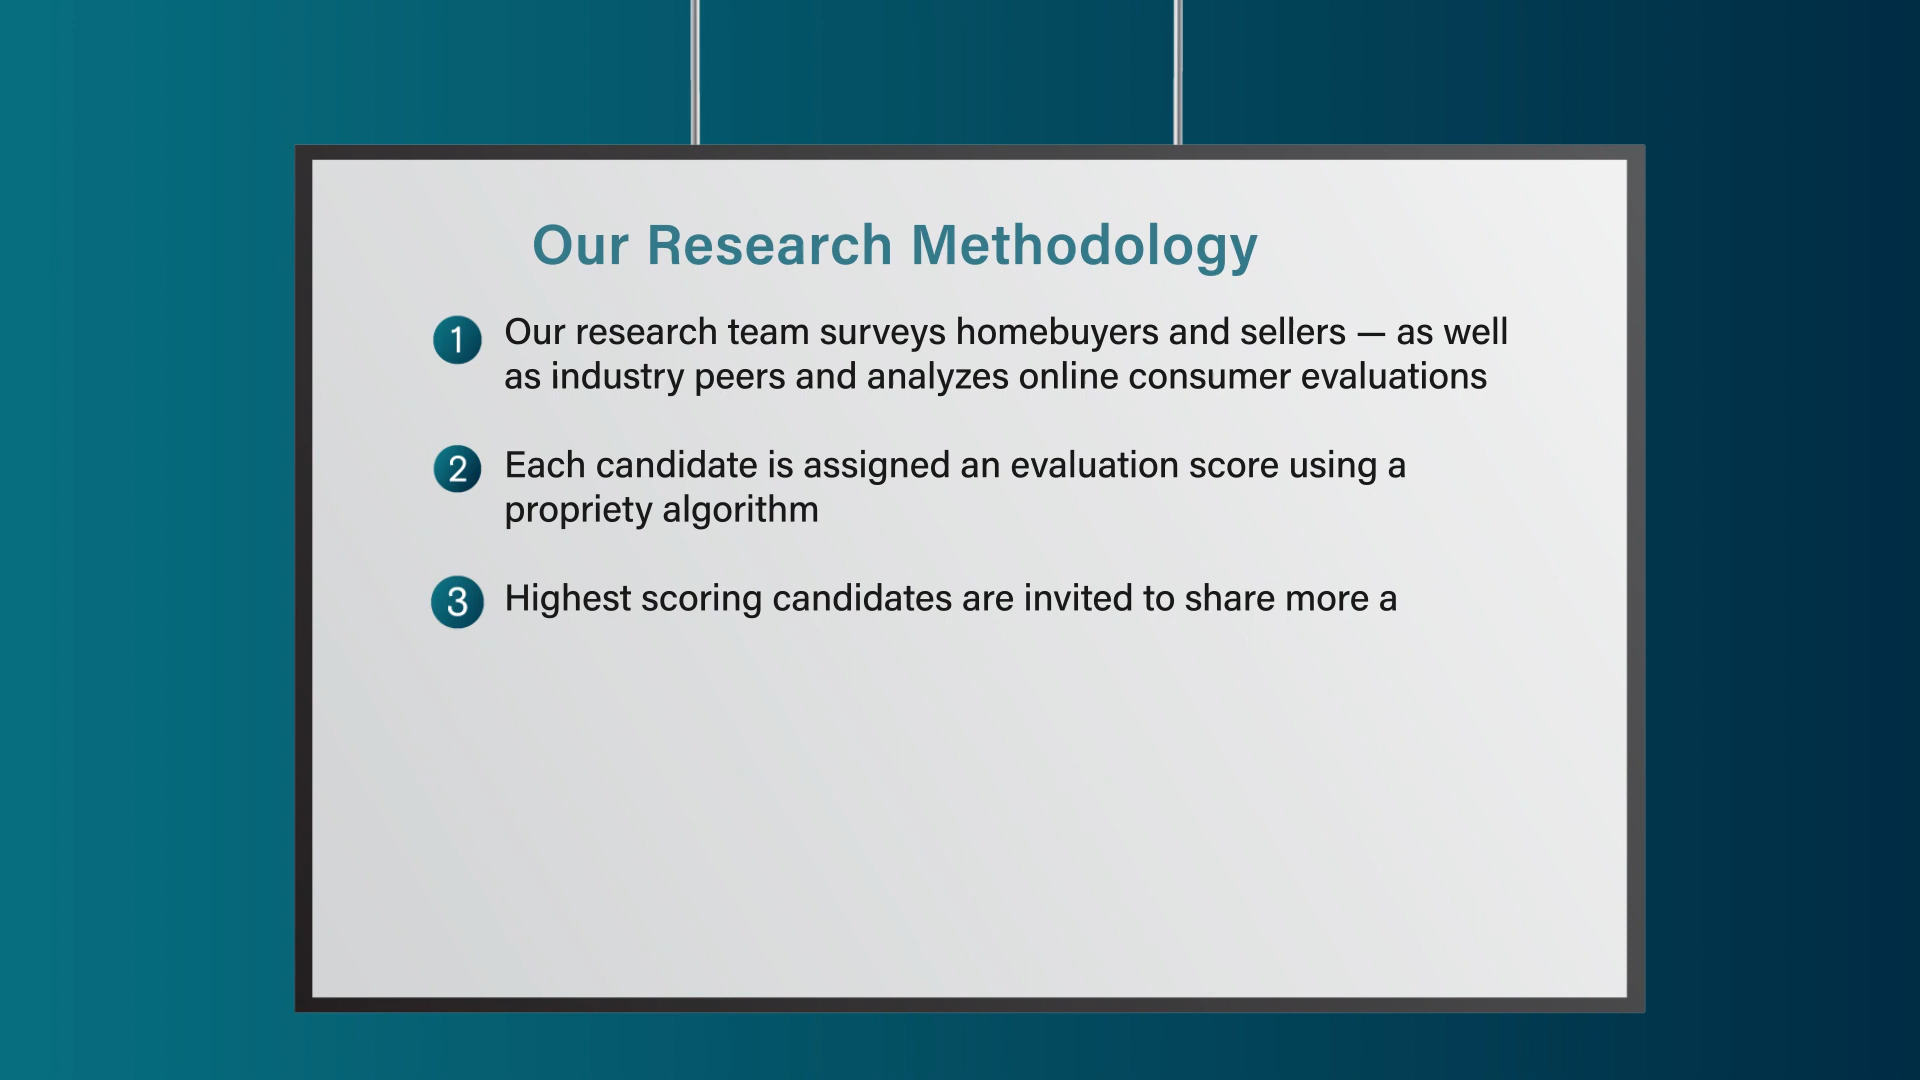 Our Research Methodology
1 Our research team surveys homebuyers and sellers — as well
as industry peers and analyzes online consumer evaluations
2 Each candidate is assigned an evaluation score using a
propriety algorithm
3 Highest scoring candidates are invited to share more a